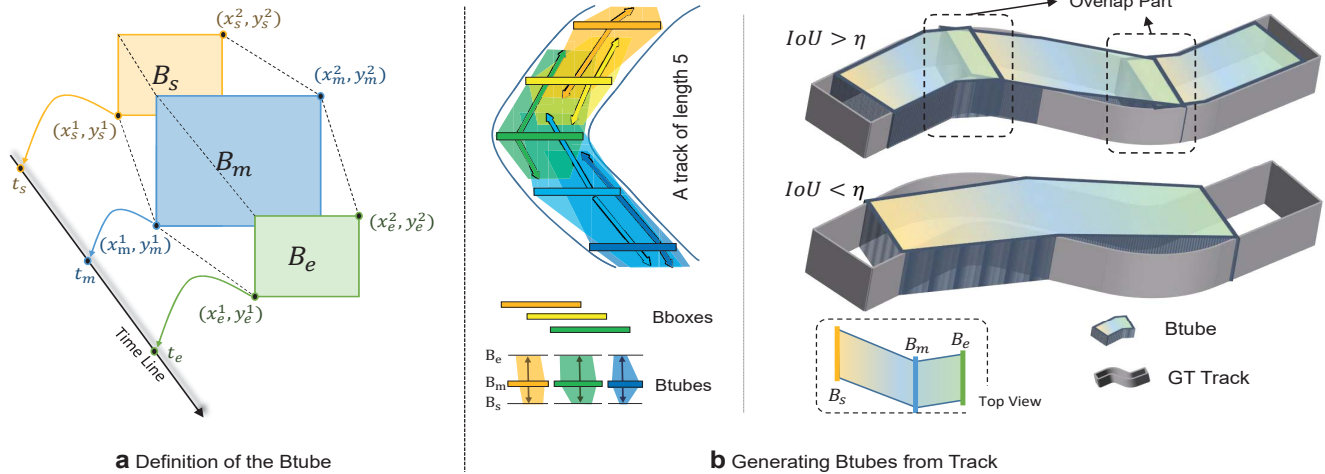 (x_s^2, y_s^2)
B_s
(x_m^2, y_m^2)
(x_s^1, y_s^1)
B_m
t_s
(x_m^1, y_m^1)
(x_e^2, y_e^2)
t_m
B_e
(x_e^1, y_e^1)
t_e
Time Line
a Definition of the Btube
A track of length 5
Bboxes
B_e
B_m
B_s
Btubes
Overlap Part
IoU > η
IoU < η
B_m
B_e
B_s
Top View
Btube
GT Track
b Generating Btubes from Track